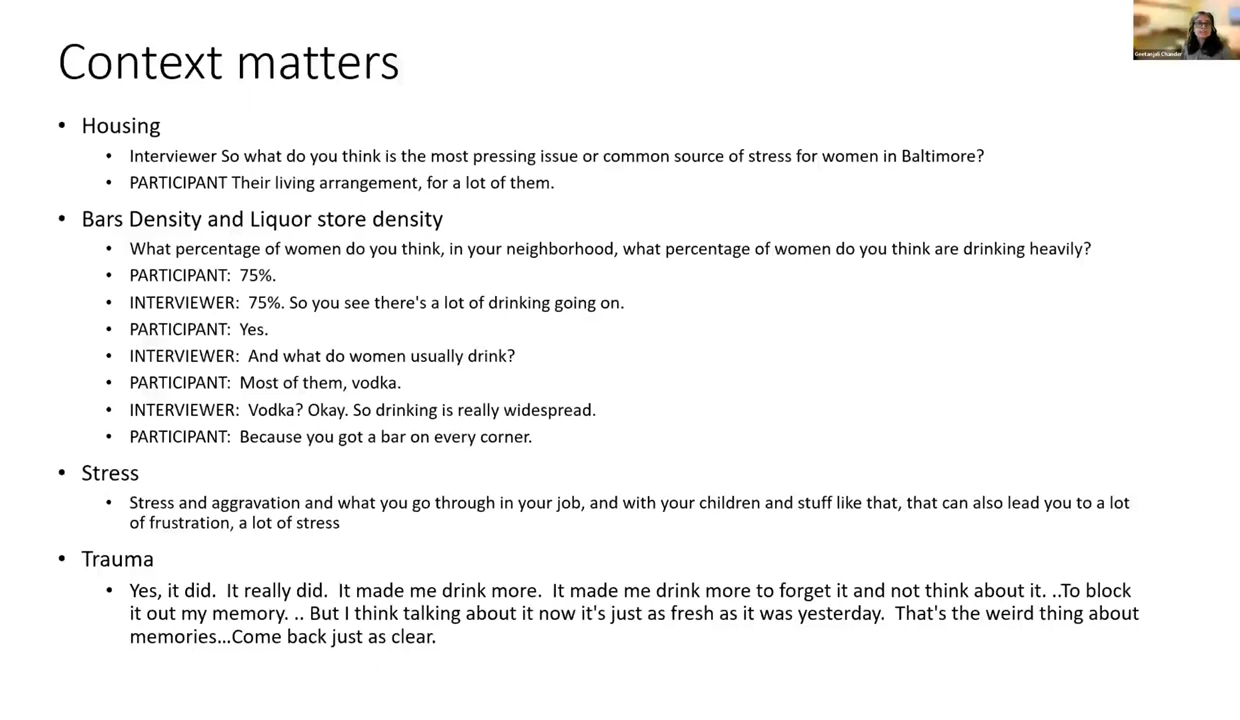 Context matters
Geetanjali Chander
• Housing
• Interviewer So what do you think is the most pressing issue or common source of stress for women in Baltimore?
• PARTICIPANT Their living arrangement, for a lot of them.
• Bars Density and Liquor store density
• What percentage of women do you think, in your neighborhood, what percentage of women do you think are drinking heavily?
• PARTICIPANT: 75%.
• INTERVIEWER: 75%. So you see there's a lot of drinking going on.
• PARTICIPANT: Yes.
• INTERVIEWER: And what do women usually drink?
• PARTICIPANT: Most of them, vodka.
• INTERVIEWER: Vodka? Okay. So drinking is really widespread.
• PARTICIPANT: Because you got a bar on every corner.
• Stress
• Stress and aggravation and what you go through in your job, and with your children and stuff like that, that can also lead you to a lot
of frustration, a lot of stress
• Trauma
• Yes, it did. It really did. It made me drink more. It made me drink more to forget it and not think about it. ..To block
it out my memory. .. But I think talking about it now it's just as fresh as it was yesterday. That's the weird thing about
memories…Come back just as clear.